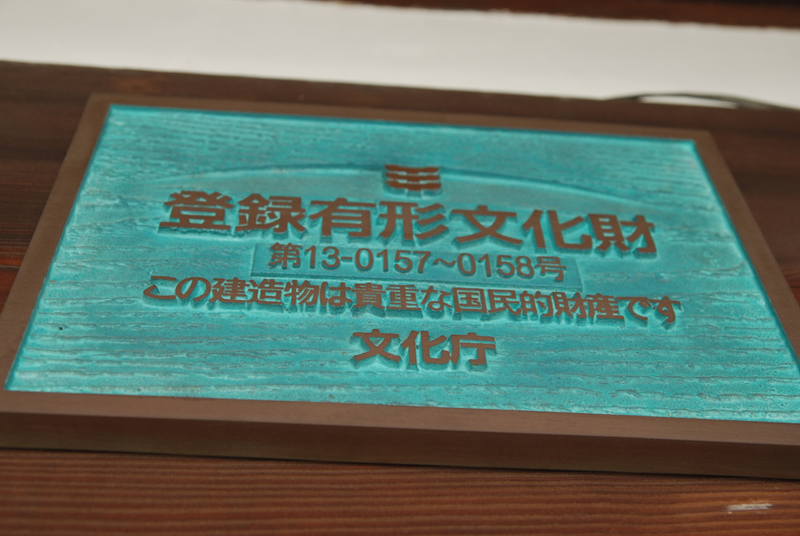 登録有形文化財
第13-0157~0158号
この建造物は貴重な国民的財産です
文化庁